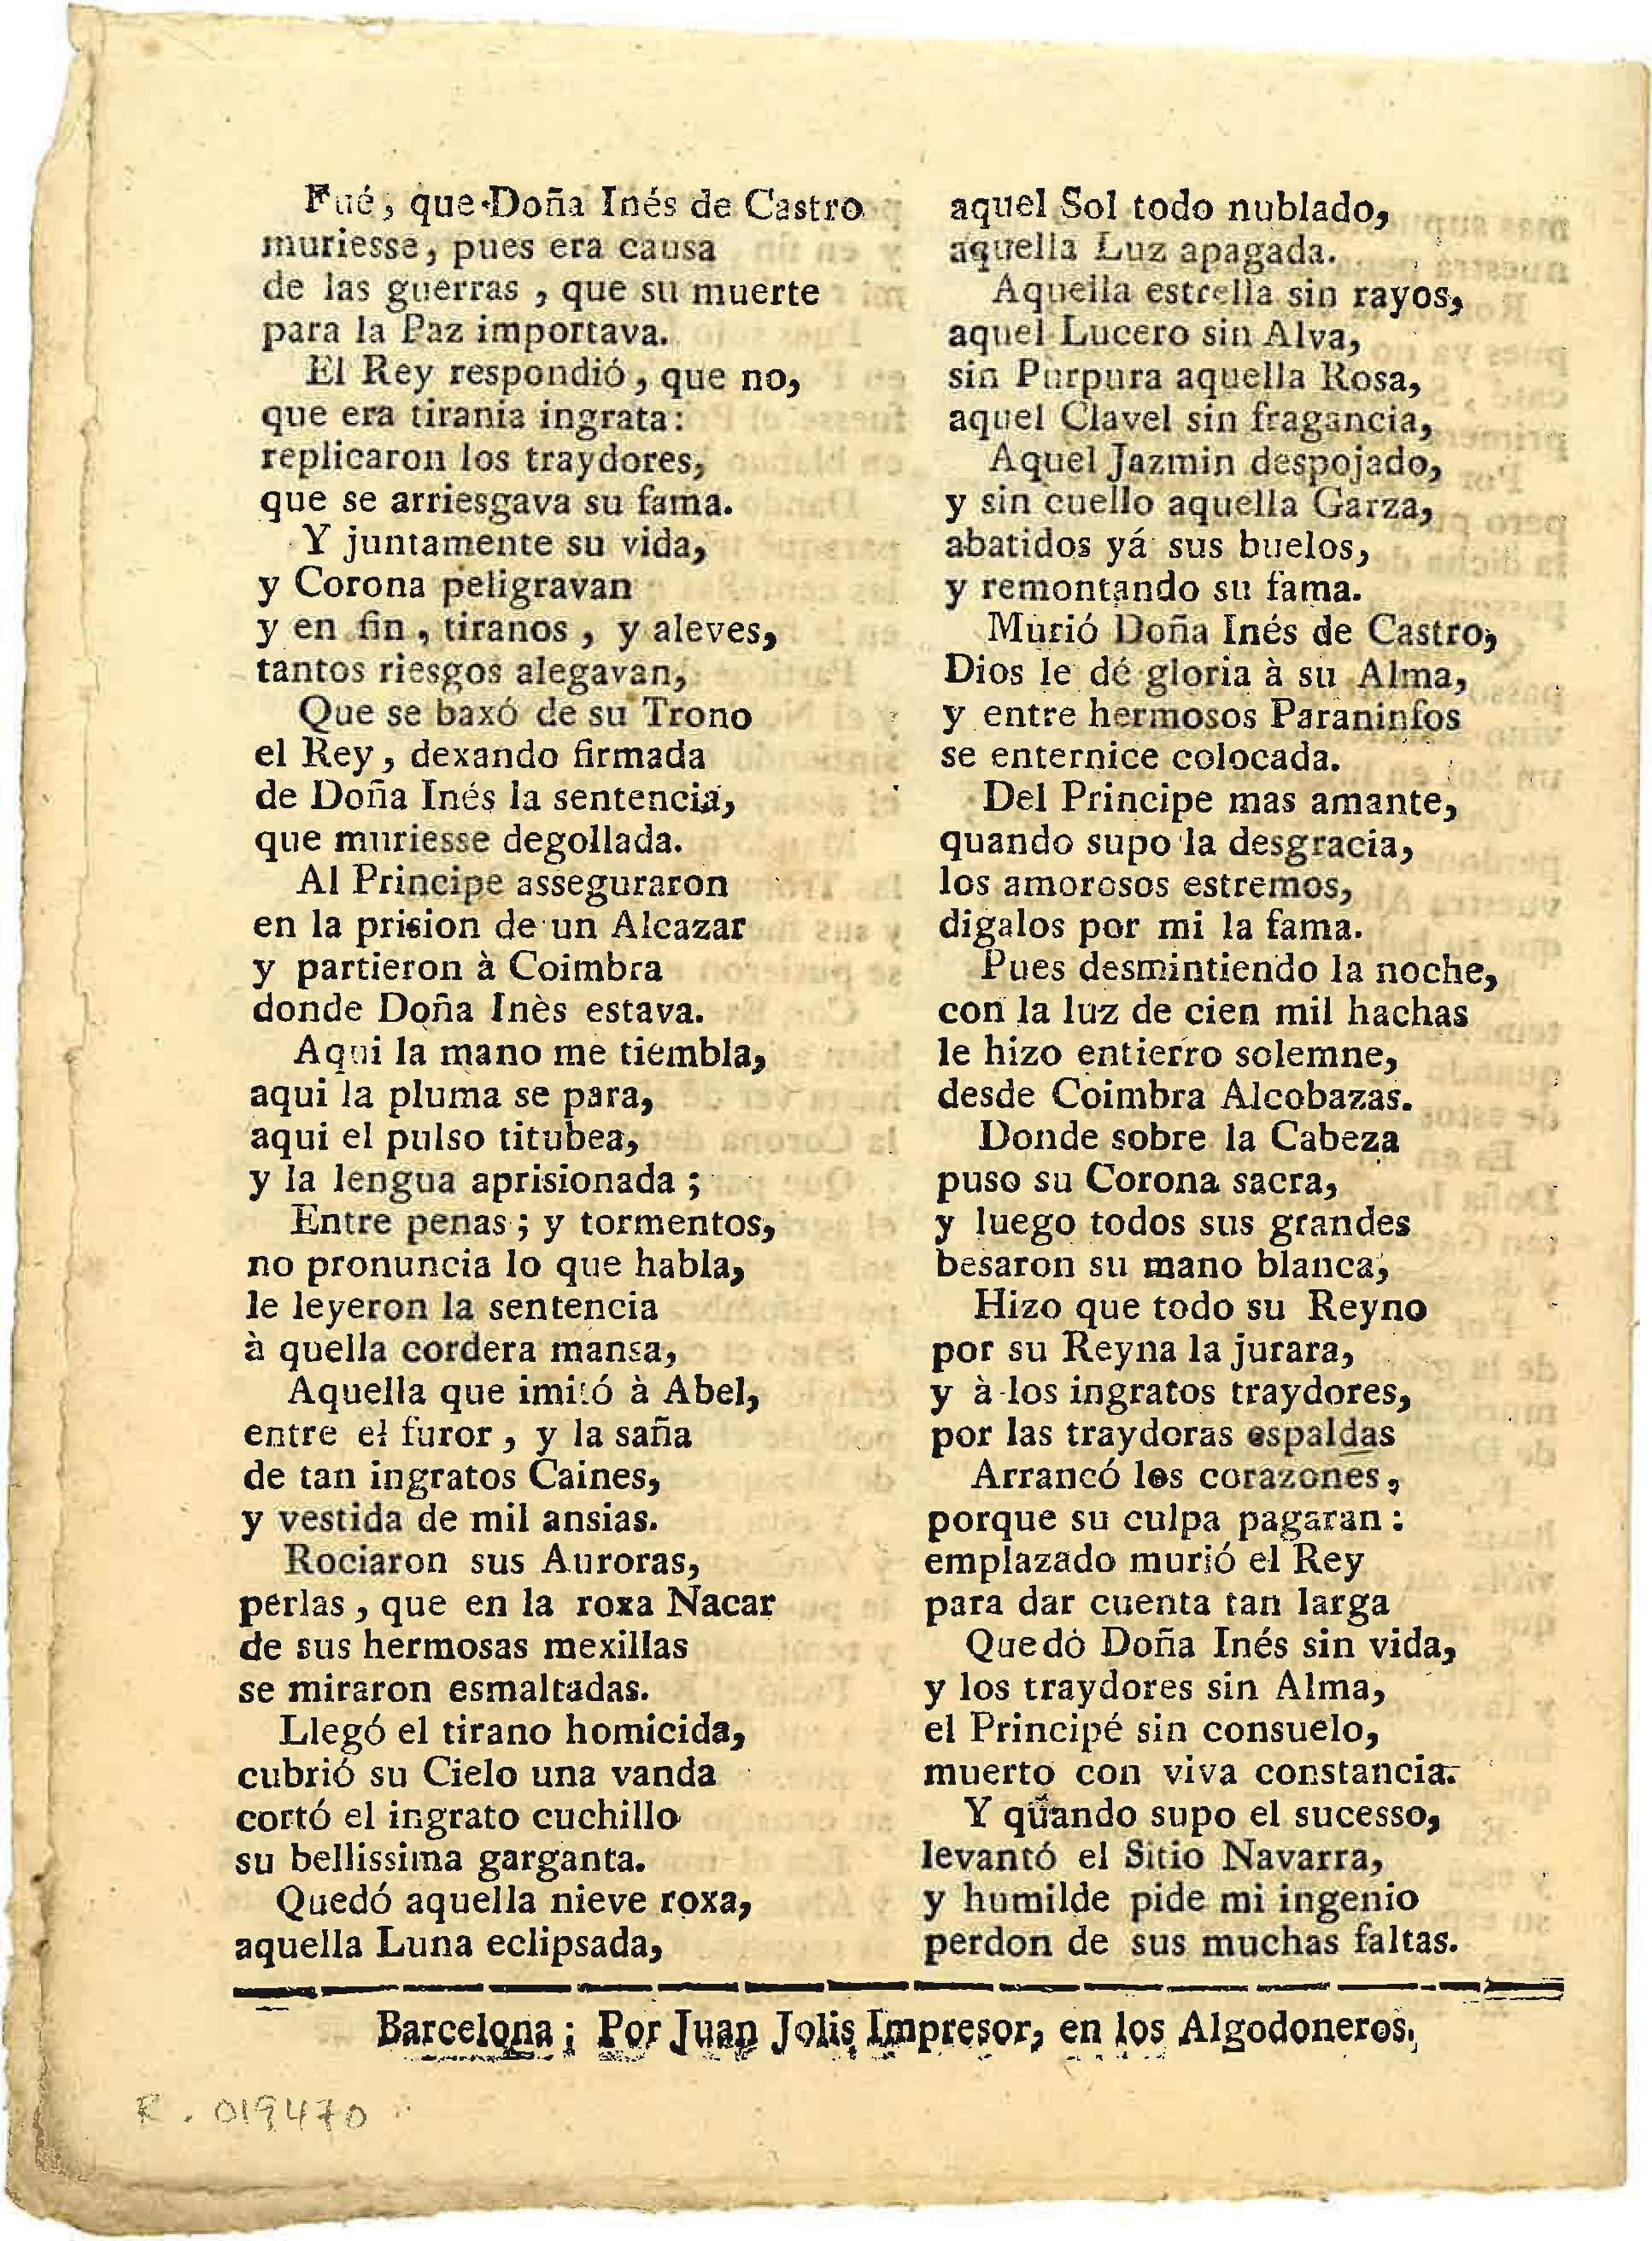 Fué, que Doña Inés de Castro
muriesse, pues era causa
de las guerras, que su muerte
para la Paz importava.
El Rey respondió, que no,
que era tirania ingrata:
replicaron los traydores,
que se arriesgava su fama.
Y juntamente su vida,
y Corona peligravan
y en fin, tiranos, y aleves,
tantos riesgos alegavan,
Que se baxó de su Trono
el Rey, dexando firmada
de Doña Inés la sentencia,
que muriesse degollada.
Al Principe asseguraron
en la prision de un Alcazar
y partieron à Coimbra
donde Doña Inès estava.
Aqui la mano me tiembla,
aqui la pluma se para,
aqui el pulso titubea,
y la lengua aprisionada;
Entre penas; y tormentos,
no pronuncia lo que habla,
le leyeron la sentencia
à quella cordera mansa,
Aquella que imitó à Abel,
entre el furor, y la saña
de tan ingratos Caines,
y vestida de mil ansias.
Rociaron sus Auroras,
perlas, que en la roxa Nacar
de sus hermosas mexillas
se miraron esmaltadas.
Llegó el tirano homicida,
cubrió su Cielo una vanda
cortó el ingrato cuchillo
su bellissima garganta.
Quedó aquella nieve roxa,
aquella Luna eclipsada,
aquel Sol todo nublado,
aquella Luz apagada.
Aquella estrella sin rayos,
aquel Lucero sin Alva,
sin Purpura aquella Rosa,
aquel Clavel sin fragancia,
Aquel Jazmin despojado,
y sin cuello aquella Garza,
abatidos yá sus buelos,
y remontando su fama.
Murió Doña Inés de Castro,
Dios le dé gloria à su Alma,
y entre hermosos Paraninfos
se enternice colocada.
Del Principe mas amante,
quando supo la desgracia,
los amorosos estremos,
digalos por mi la fama.
Pues desmintiendo la noche,
con la luz de cien mil hachas
le hizo entierro solemne,
desde Coimbra Alcobazas.
Donde sobre la Cabeza
puso su Corona sacra,
y luego todos sus grandes
besaron su mano blanca,
Hizo que todo su Reyno
por su Reyna la jurara,
y à los ingratos traydores,
por las traydoras espaldas
Arrancó los corazones,
porque su culpa pagaran:
emplazado murió el Rey
para dar cuenta tan larga
Quedó Doña Inés sin vida,
y los traydores sin Alma,
el Principé sin consuelo,
muerto con viva constancia.
Y quando supo el sucesso,
levantó el Sitio Navarra,
y humilde pide mi ingenio
perdon de sus muchas faltas.
Barcelona; Por Juan Jolis Impresor, en los Algodoneros.
R. 019470